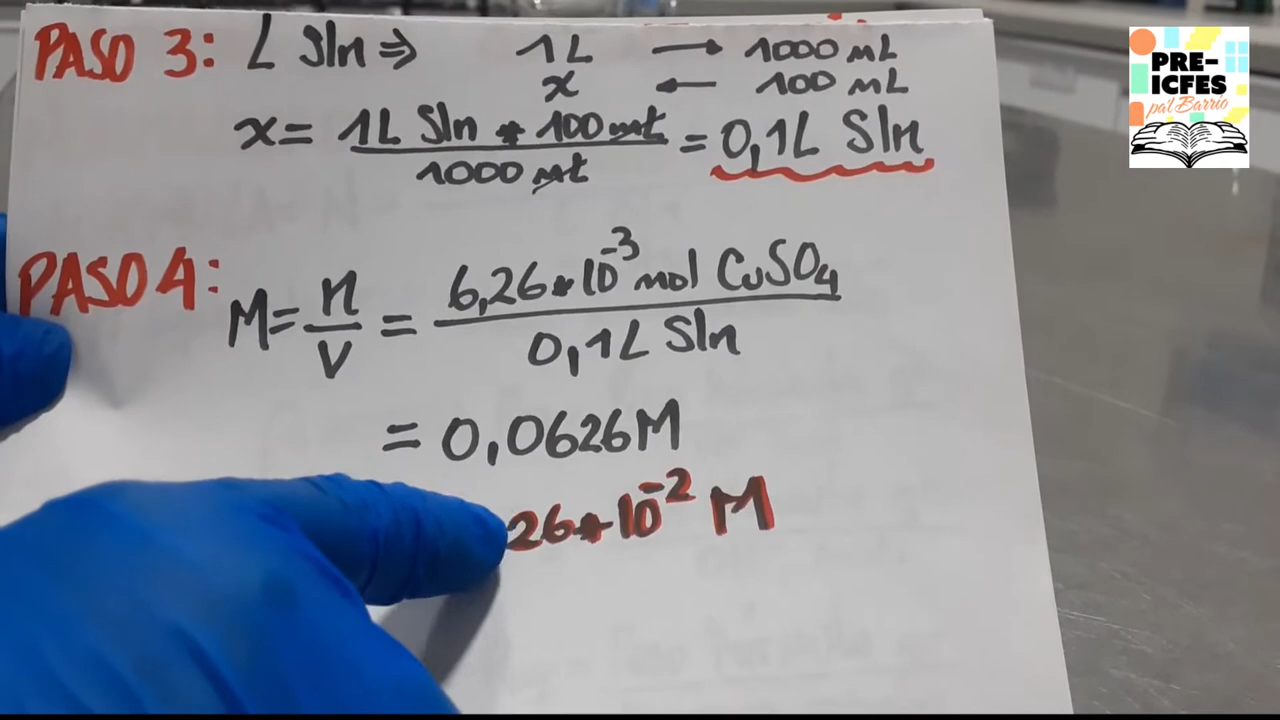 PASO 3: L Sln ⇒ 1L → 1000 mL
x ← 100 mL
x = 1L Sln * 100 mL / 1000 mL = 0,1L Sln
PASO 4: M = n/V = 6,26*10⁻³ mol CuSO₄ / 0,1L Sln
= 0,0626M
26*10⁻² M
PRE-
ICFES
pa'l Barrio